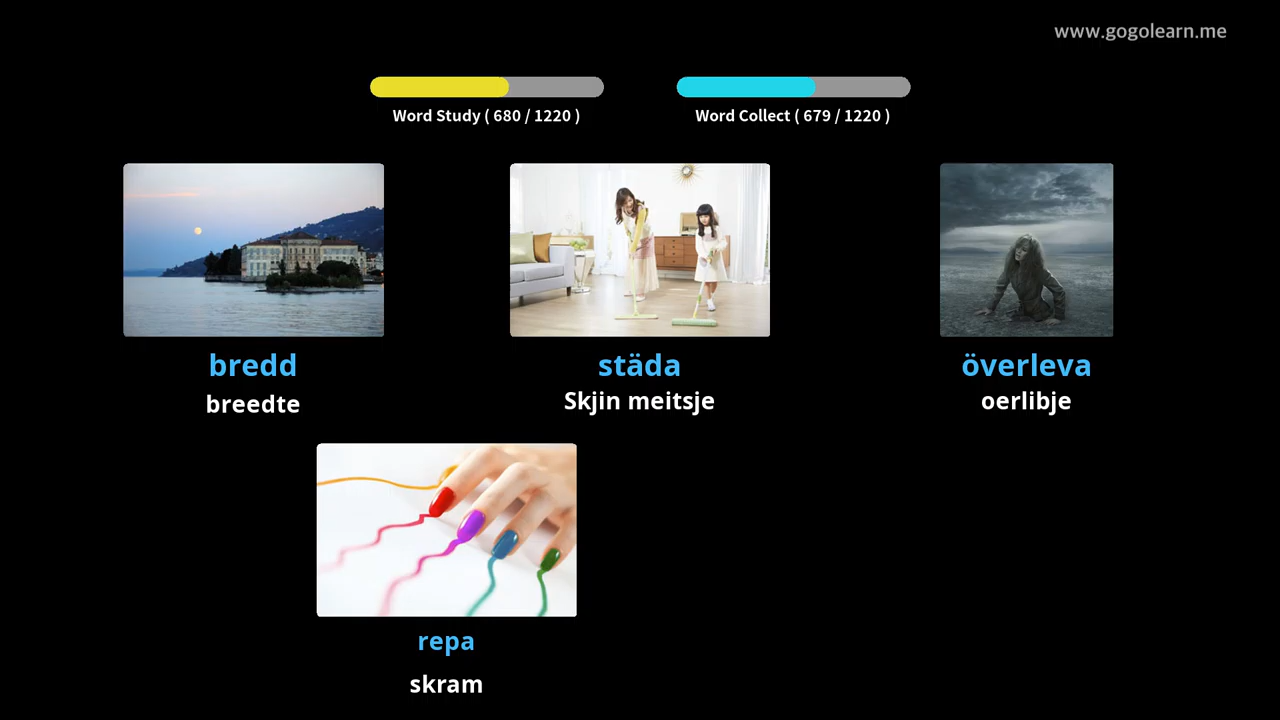 www.gogolearn.me
Word Study ( 680 / 1220 )
Word Collect ( 679 / 1220 )
bredd
breedte
städa
Skjin meitsje
överleva
oerlibje
repa
skram